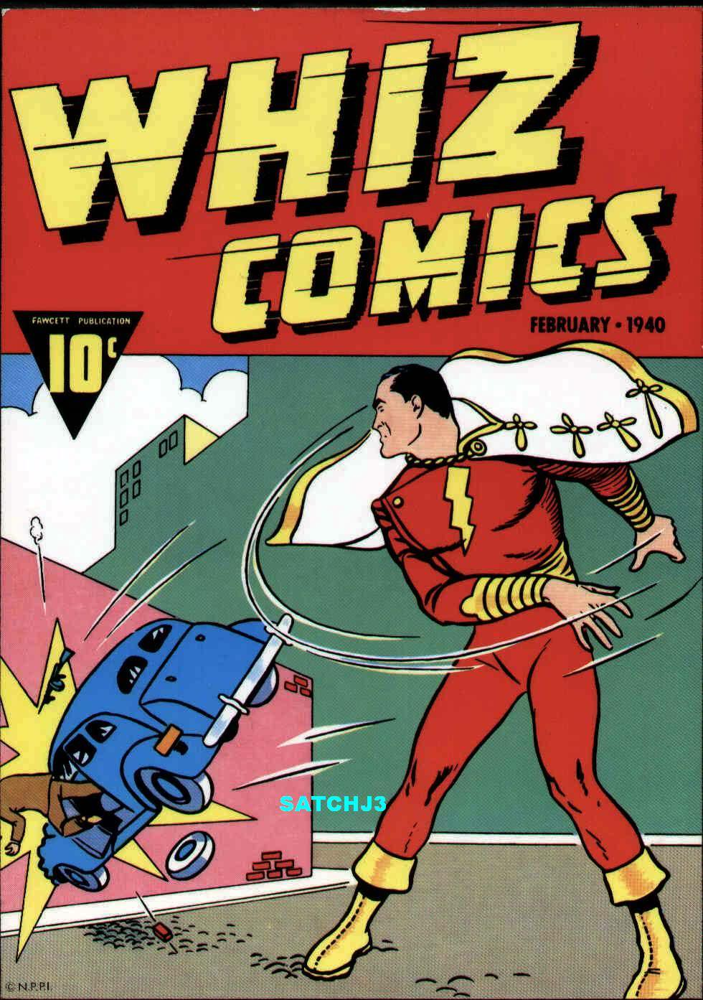 WHIZ
COMICS
FEBRUARY • 1940
FAWCETT PUBLICATION
10¢
SATCHJ3
© N.P.P.I.